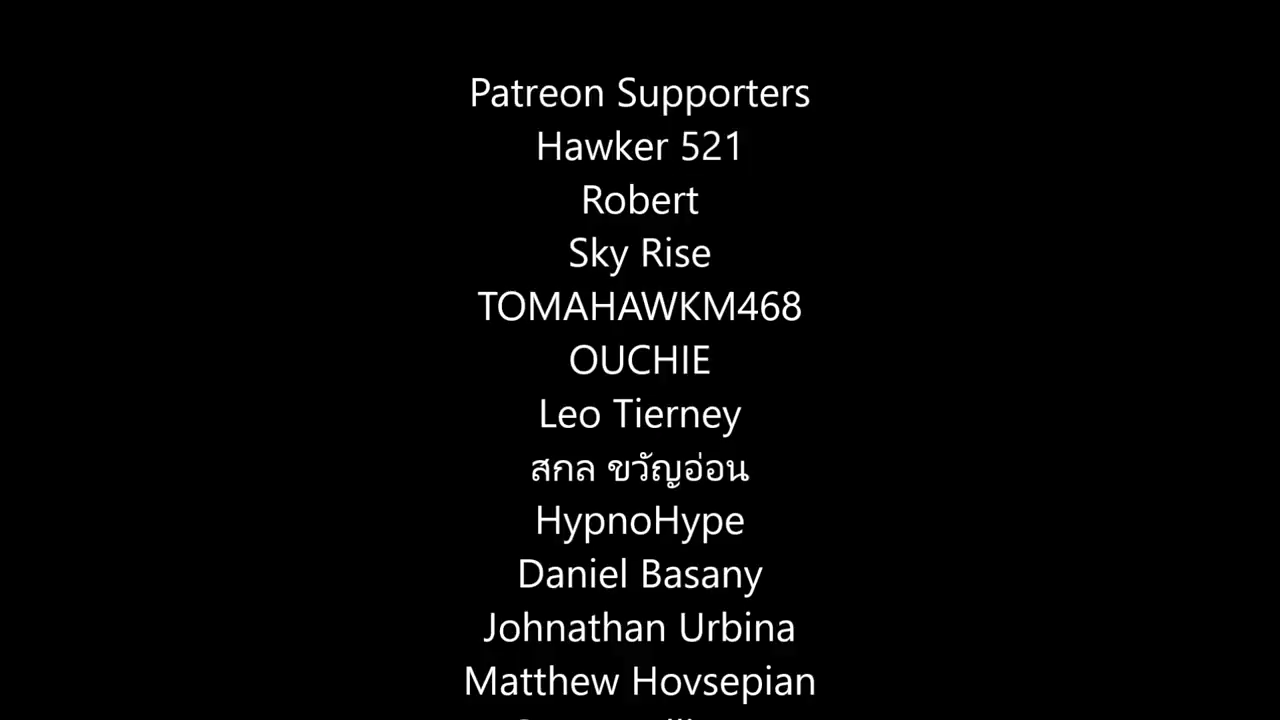 Patreon Supporters
Hawker 521
Robert
Sky Rise
TOMAHAWKM468
OUCHIE
Leo Tierney
สกล ขวัญอ่อน
HypnoHype
Daniel Basany
Johnathan Urbina
Matthew Hovsepian